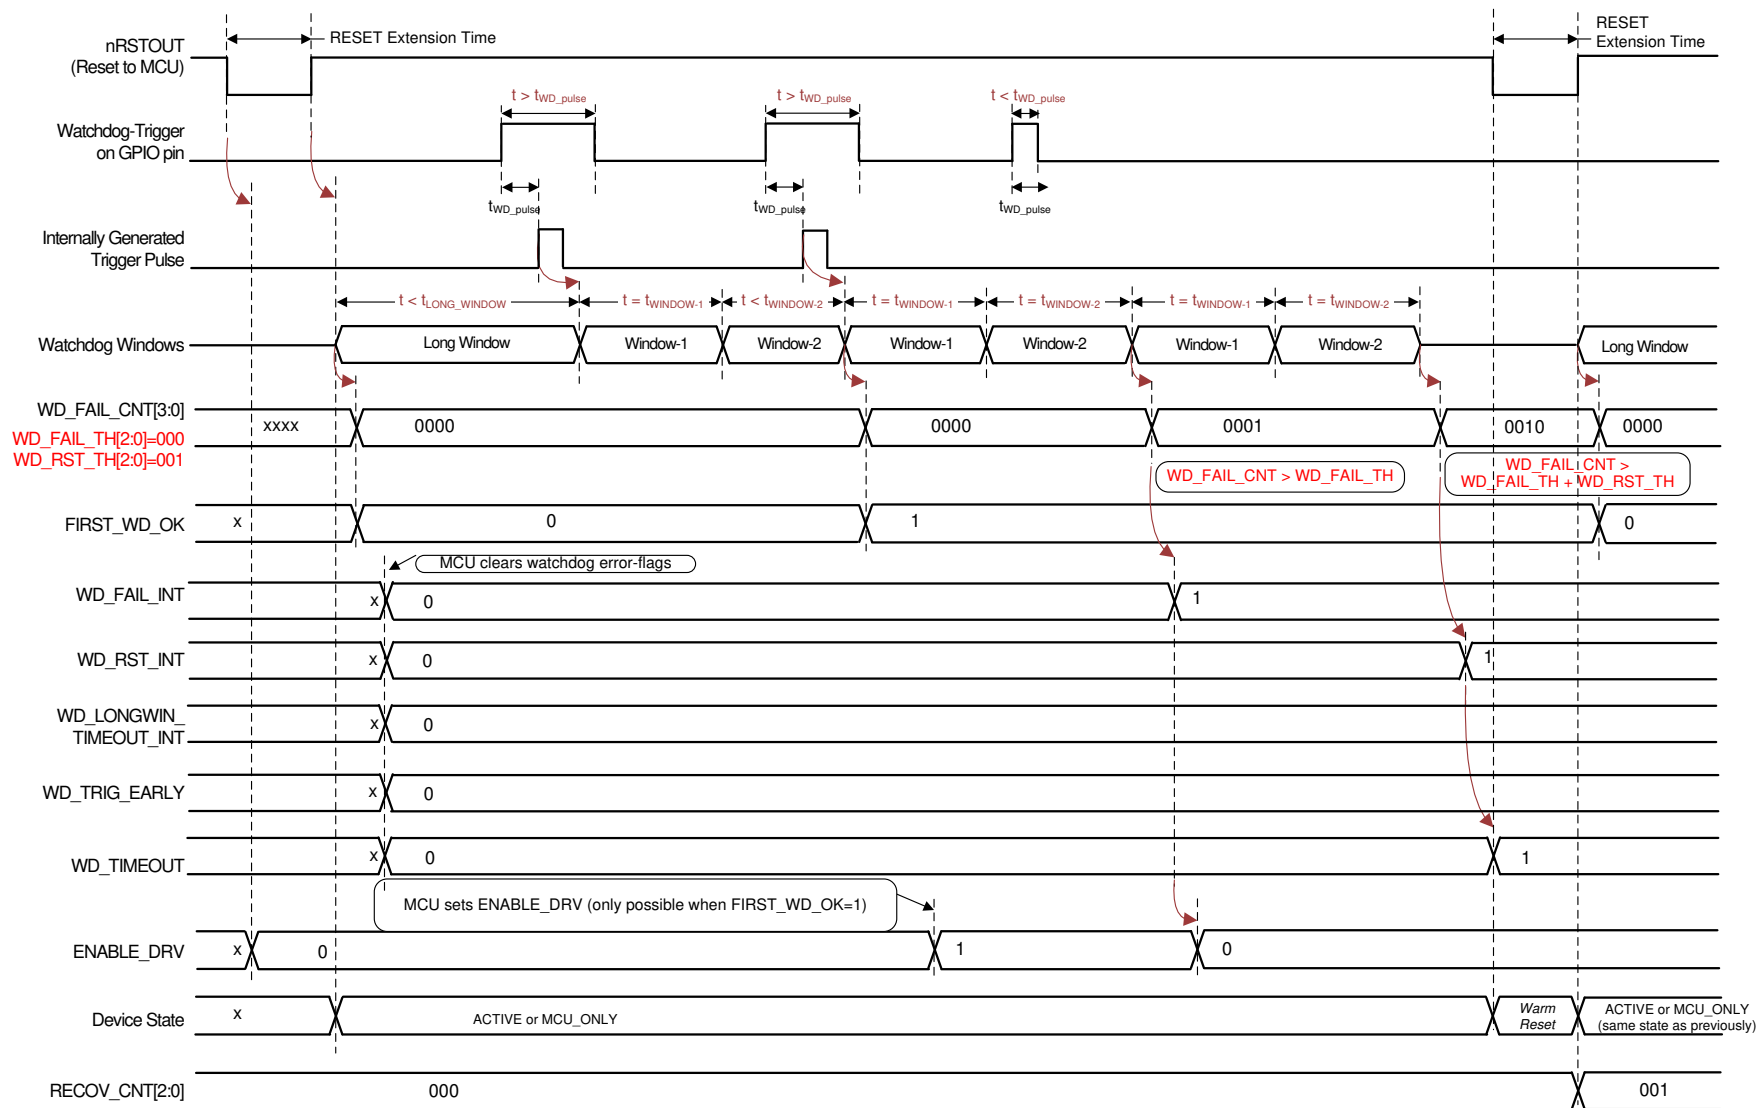 nRSTOUT
(Reset to MCU)
RESET Extension Time
RESET
Extension Time
Watchdog-Trigger
on GPIO pin
t > tWD_pulse
t > tWD_pulse
t < tWD_pulse
tWD_pulse
tWD_pulse
tWD_pulse
Internally Generated
Trigger Pulse
t < tLONG_WINDOW
t = tWINDOW-1
t < tWINDOW-2
t = tWINDOW-1
t = tWINDOW-2
t = tWINDOW-1
t = tWINDOW-2
Watchdog Windows
Long Window
Window-1
Window-2
Window-1
Window-2
Window-1
Window-2
Long Window
WD_FAIL_CNT[3:0]
WD_FAIL_TH[2:0]=000
WD_RST_TH[2:0]=001
xxxx
0000
0000
0001
0010
0000
WD_FAIL_CNT > WD_FAIL_TH
WD_FAIL_CNT >
WD_FAIL_TH + WD_RST_TH
FIRST_WD_OK
x
0
1
0
MCU clears watchdog error-flags
WD_FAIL_INT
x
0
1
WD_RST_INT
x
0
1
WD_LONGWIN_
TIMEOUT_INT
x
0
WD_TRIG_EARLY
x
0
WD_TIMEOUT
x
0
1
MCU sets ENABLE_DRV (only possible when FIRST_WD_OK=1)
ENABLE_DRV
x
0
1
0
Device State
x
ACTIVE or MCU_ONLY
Warm
Reset
ACTIVE or MCU_ONLY
(same state as previously)
RECOV_CNT[2:0]
000
001